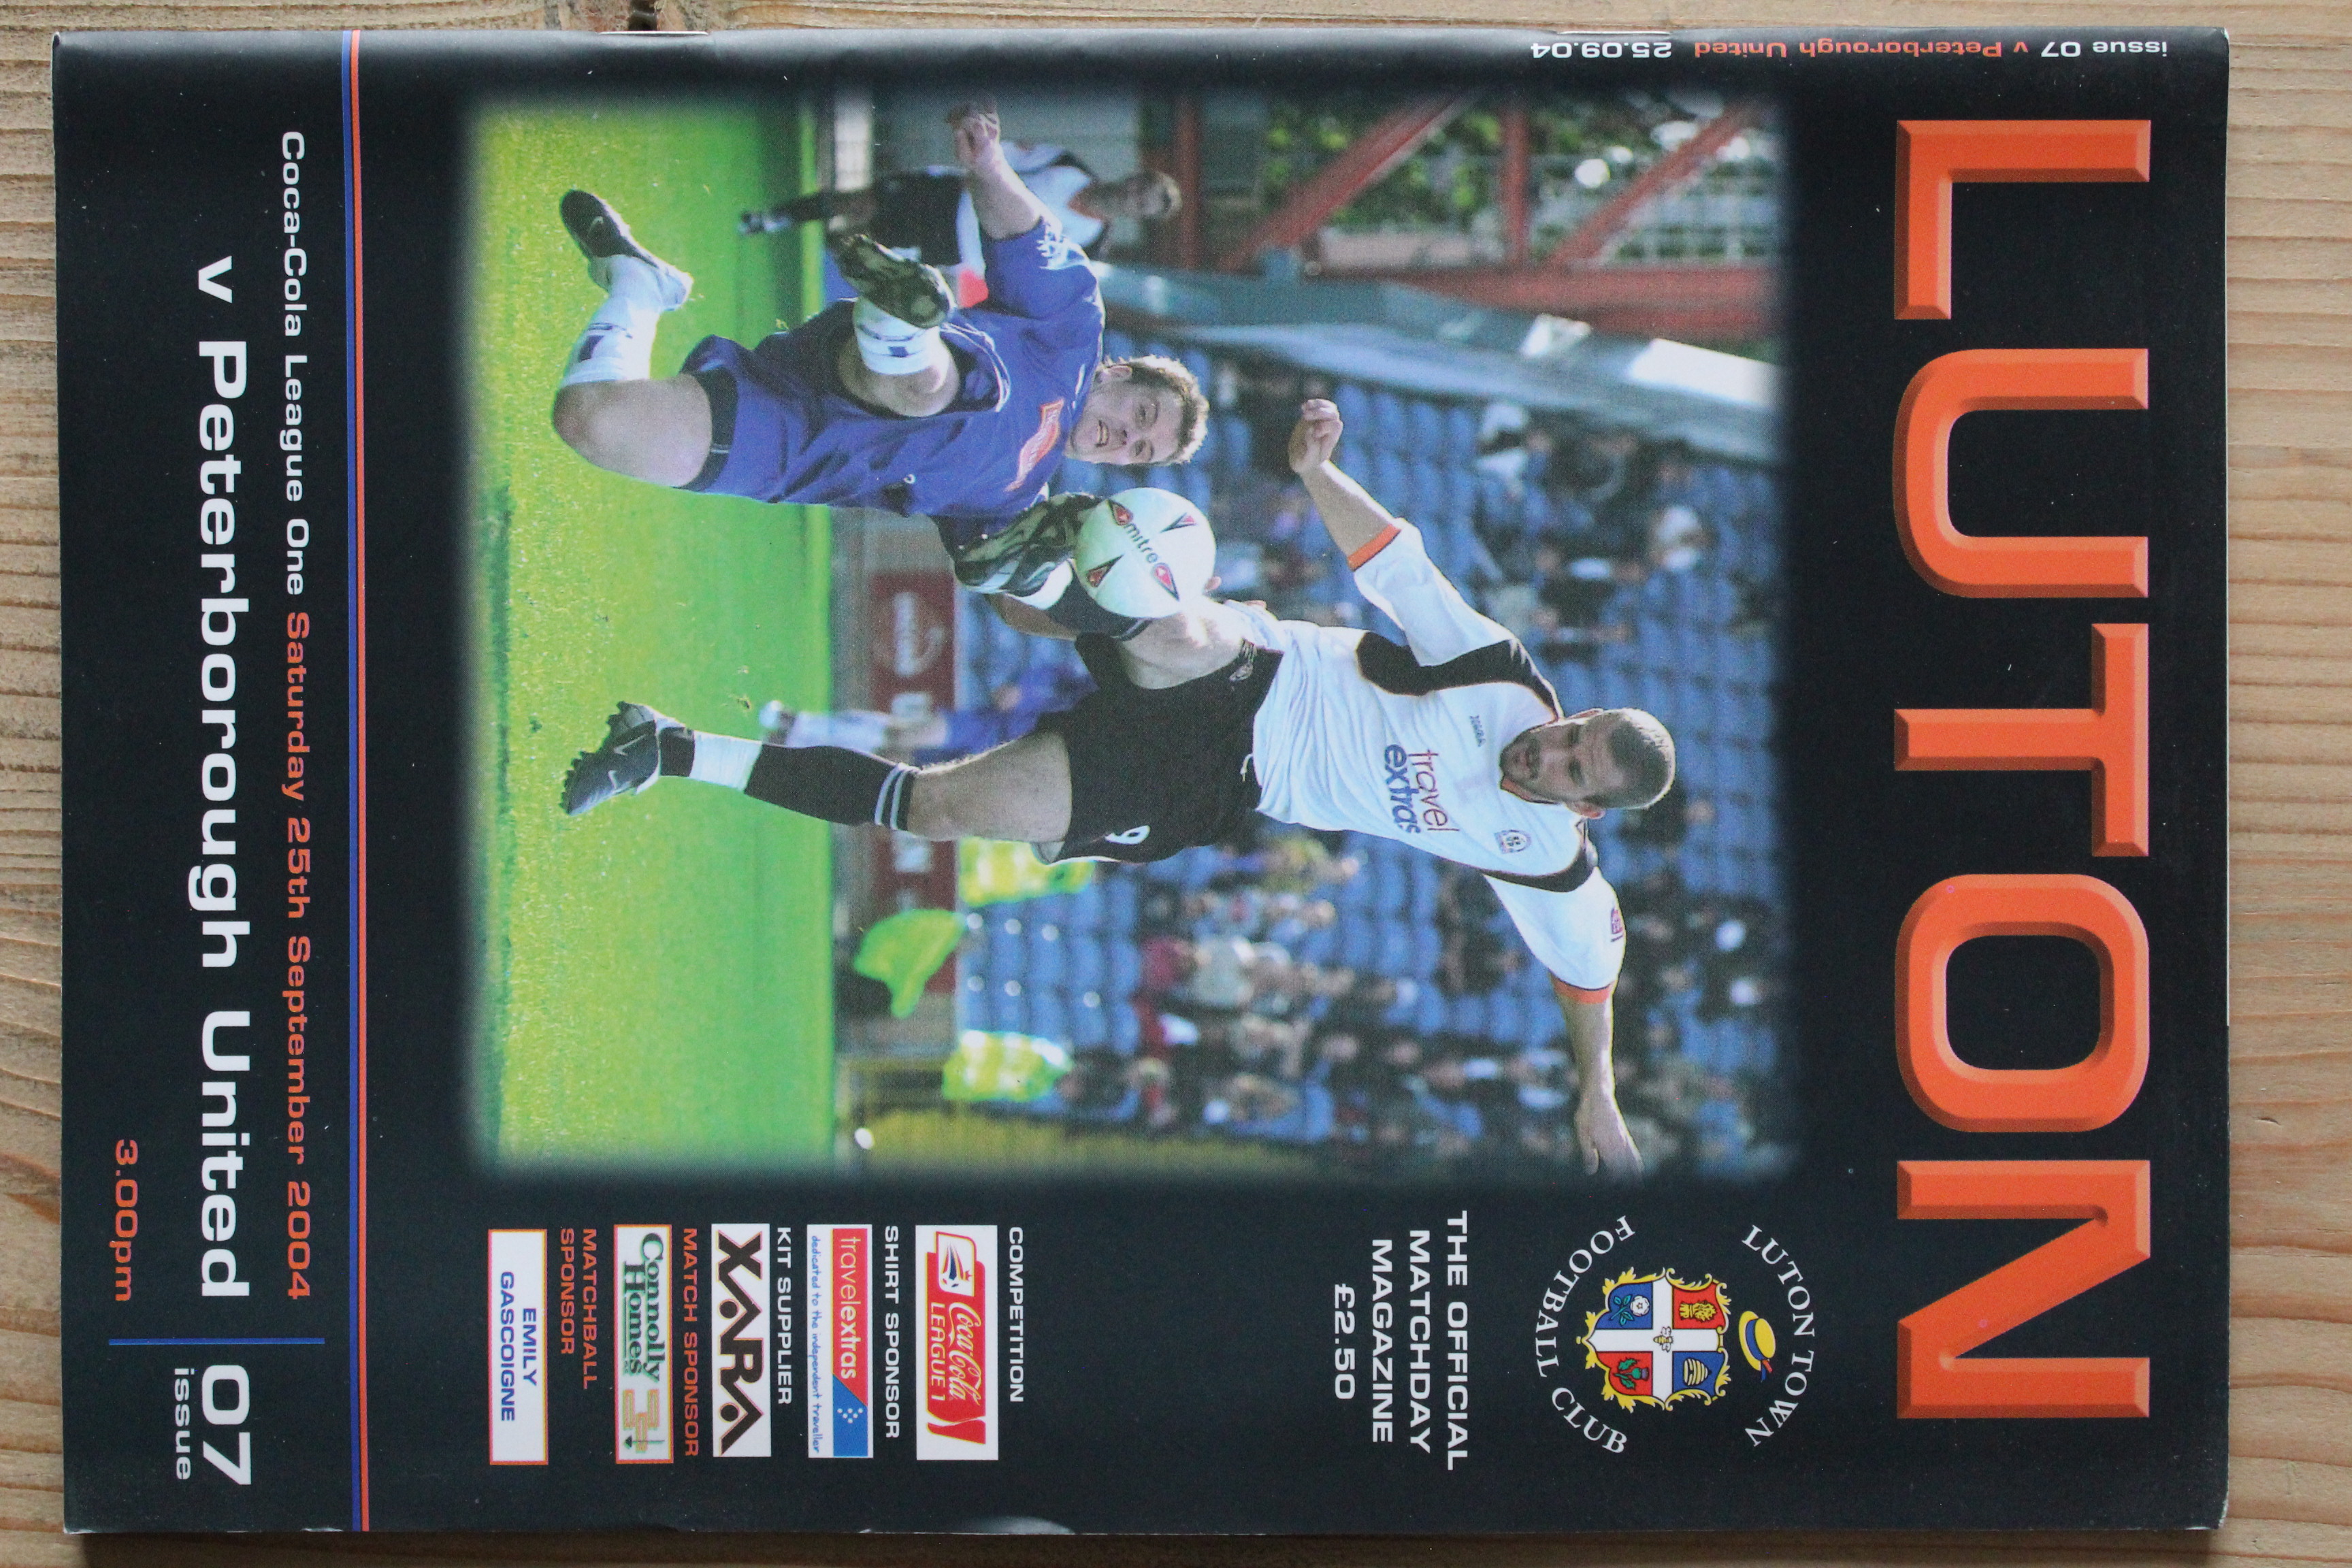 issue 07 v Peterborough United 25.09.04
LUTON
LUTON TOWN
FOOTBALL CLUB
THE OFFICIAL
MATCHDAY
MAGAZINE
£2.50
travel
extras
9
mitre
COMPETITION
Coca-Cola
LEAGUE 1
SHIRT SPONSOR
travelextras
dedicated to the independent traveller
KIT SUPPLIER
XARA
MATCH SPONSOR
Connolly
Homes
MATCHBALL
SPONSOR
EMILY
GASCOIGNE
Coca-Cola League One Saturday 25th September 2004
v Peterborough United
3.00pm
07
issue